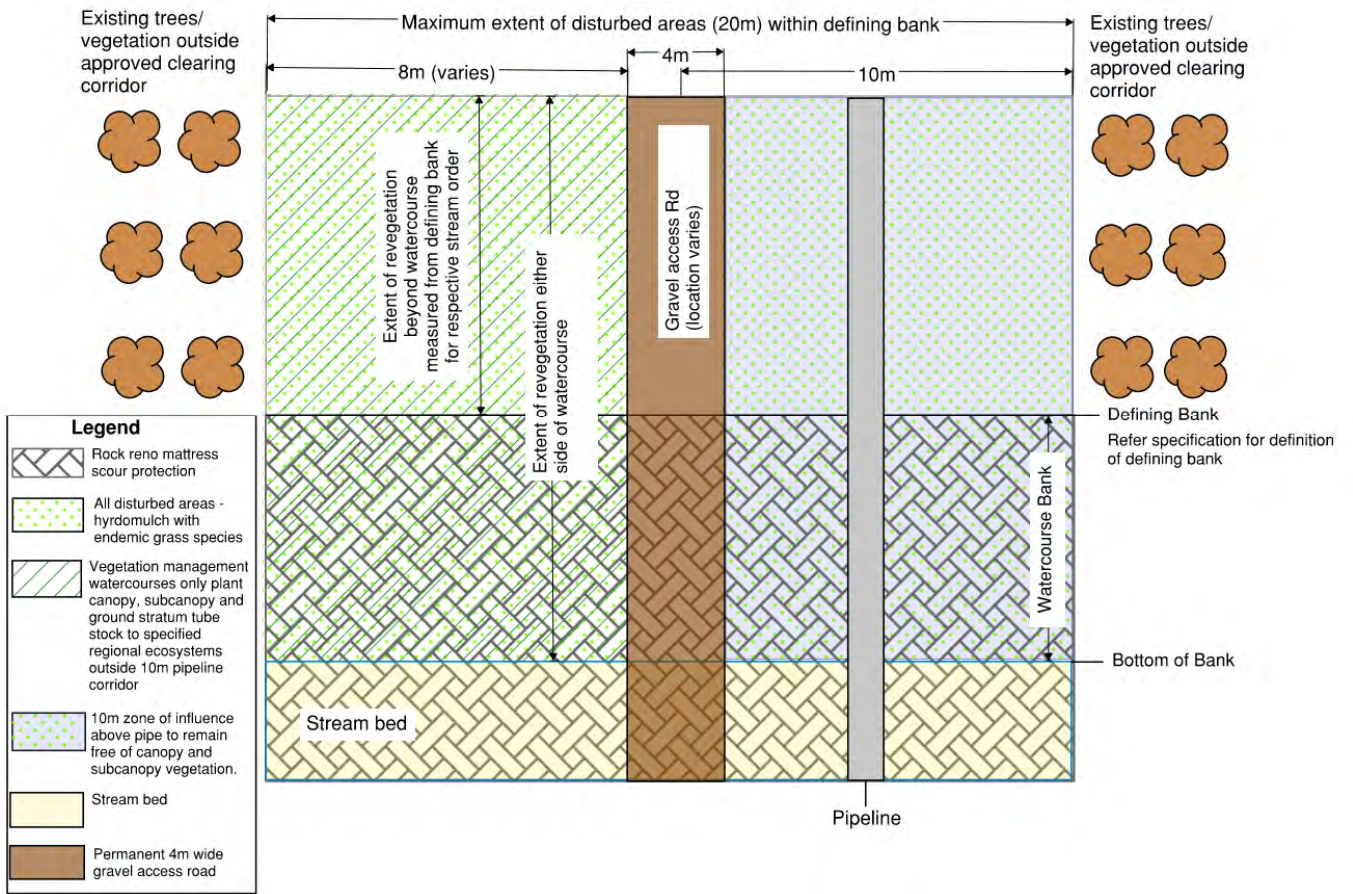 Existing trees/
vegetation outside
approved clearing
corridor
Maximum extent of disturbed areas (20m) within defining bank
4m
8m (varies)
10m
Existing trees/
vegetation outside
approved clearing
corridor
Extent of revegetation
beyond watercourse
measured from defining bank
for respective stream order
Extent of revegetation either
side of watercourse
Gravel access Rd
(location varies)
Defining Bank
Refer specification for definition
of defining bank
Watercourse Bank
Bottom of Bank
Stream bed
Pipeline
Legend
Rock reno mattress
scour protection
All disturbed areas -
hyrdomulch with
endemic grass species
Vegetation management
watercourses only plant
canopy, subcanopy and
ground stratum tube
stock to specified
regional ecosystems
outside 10m pipeline
corridor
10m zone of influence
above pipe to remain
free of canopy and
subcanopy vegetation.
Stream bed
Permanent 4m wide
gravel access road